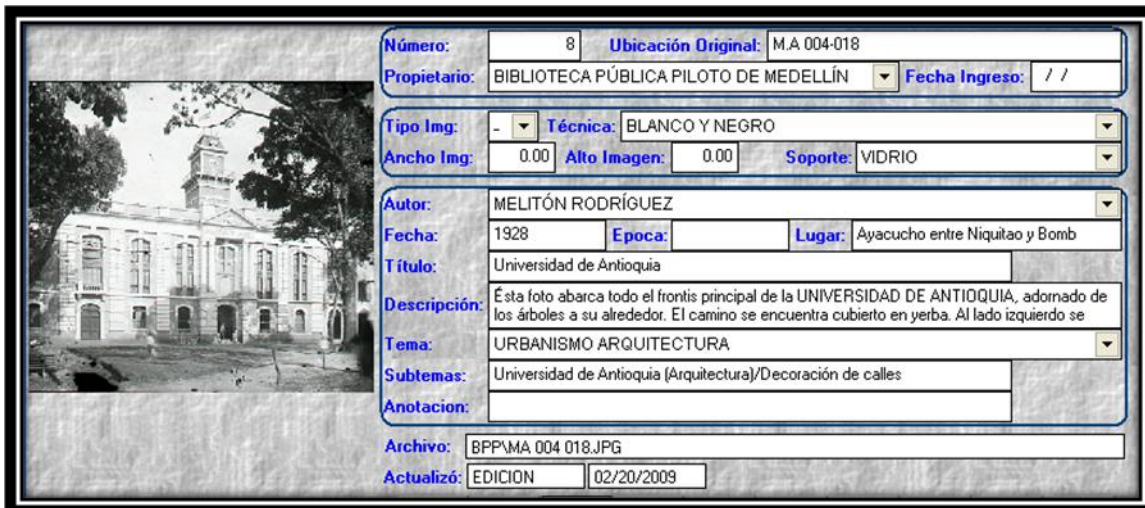 Número: 8 Ubicación Original: M.A 004-018
Propietario: BIBLIOTECA PÚBLICA PILOTO DE MEDELLÍN Fecha Ingreso: / /
Tipo Img: - Técnica: BLANCO Y NEGRO
Ancho Img: 0.00 Alto Imagen: 0.00 Soporte: VIDRIO
Autor: MELITÓN RODRÍGUEZ
Fecha: 1928 Epoca: Lugar: Ayacucho entre Niquitao y Bomb
Título: Universidad de Antioquia
Descripción: Ésta foto abarca todo el frontis principal de la UNIVERSIDAD DE ANTIOQUIA, adornado de
los árboles a su alrededor. El camino se encuentra cubierto en yerba. Al lado izquierdo se
Tema: URBANISMO ARQUITECTURA
Subtemas: Universidad de Antioquia (Arquitectura)/Decoración de calles
Anotacion:
Archivo: BPP\MA 004 018.JPG
Actualizó: EDICION 02/20/2009